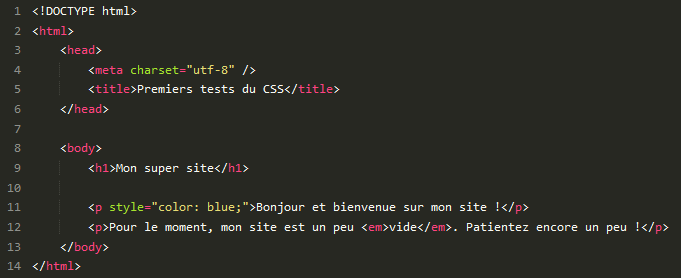 1 <!DOCTYPE html>
2 <html>
3     <head>
4         <meta charset="utf-8" />
5         <title>Premiers tests du CSS</title>
6     </head>
7
8     <body>
9         <h1>Mon super site</h1>
10
11         <p style="color: blue;">Bonjour et bienvenue sur mon site !</p>
12         <p>Pour le moment, mon site est un peu <em>vide</em>. Patientez encore un peu !</p>
13     </body>
14 </html>